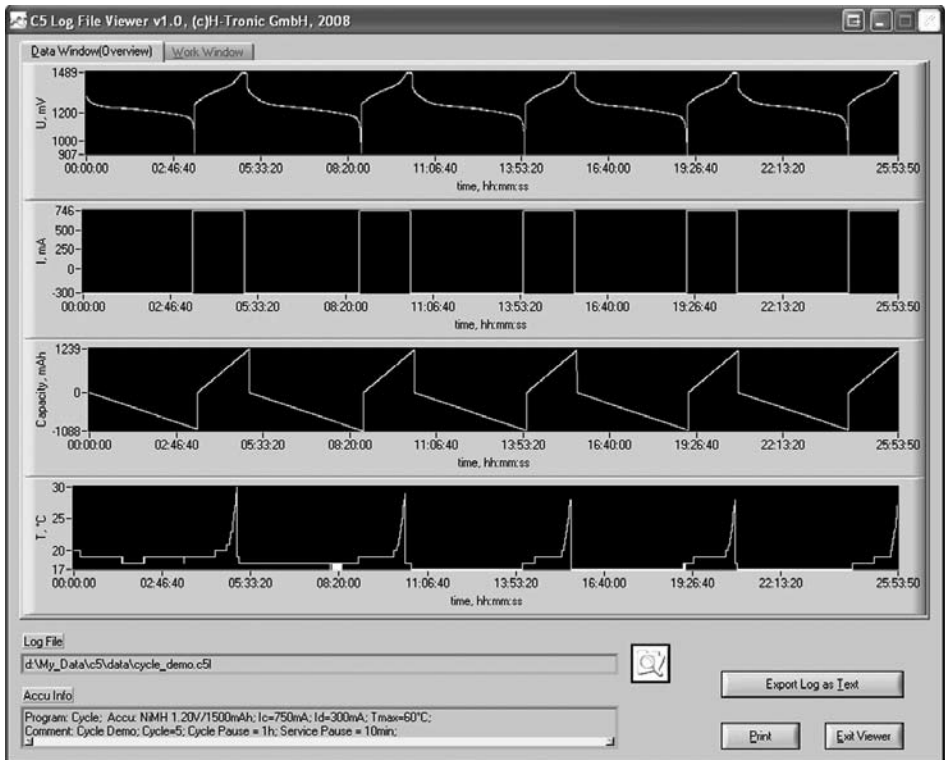 C5 Log File Viewer v1.0, (c)H-Tronic GmbH, 2008
Data Window(Overview) Work Window
U, mV
1489
1200
1000
907
00:00:00 02:46:40 05:33:20 08:20:00 11:06:40 13:53:20 16:40:00 19:26:40 22:13:20 25:53:50
time, hh:mm:ss
I, mA
746
500
250
0
-300
00:00:00 02:46:40 05:33:20 08:20:00 11:06:40 13:53:20 16:40:00 19:26:40 22:13:20 25:53:50
time, hh:mm:ss
Capacity, mAh
1239
0
-1088
00:00:00 02:46:40 05:33:20 08:20:00 11:06:40 13:53:20 16:40:00 19:26:40 22:13:20 25:53:50
time, hh:mm:ss
T, °C
30
25
20
17
00:00:00 02:46:40 05:33:20 08:20:00 11:06:40 13:53:20 16:40:00 19:26:40 22:13:20 25:53:50
time, hh:mm:ss
Log File
d:\My_Data\c5\data\cycle_demo.c5l
Export Log as Text
Accu Info
Program: Cycle; Accu: NiMH 1.20V/1500mAh; Ic=750mA; Id=300mA; Tmax=60°C;
Comment: Cycle Demo; Cycle=5; Cycle Pause = 1h; Service Pause = 10min;
Print Exit Viewer